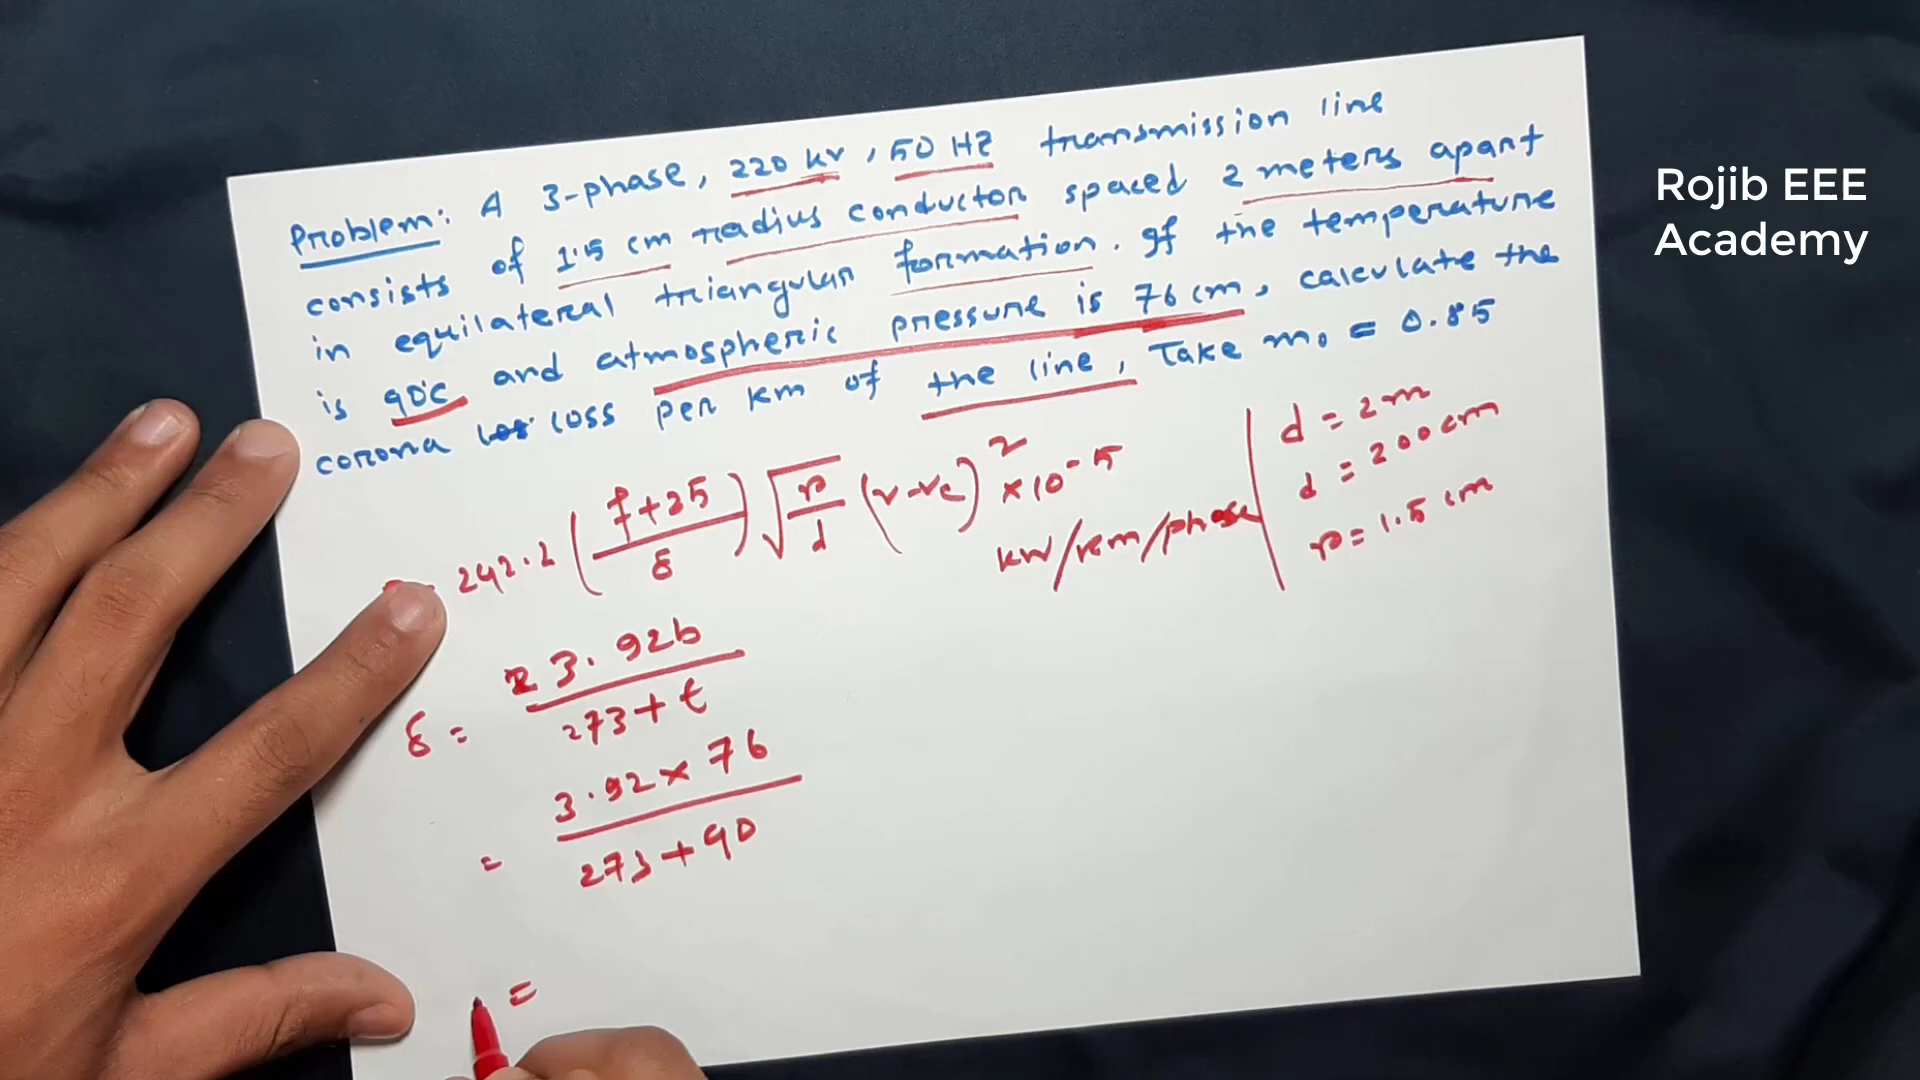 Problem: A 3-phase, 220 kv, 50 Hz transmission line
consists of 1.5 cm radius conductor spaced 2 meters apart
in equilateral triangular formation. If the temperature
is 40°C and atmospheric pressure is 76 cm, calculate the
corona loss per km of the line, Take m₀ = 0.85
242.2 (f+25/δ) √r/d (v-vc)² × 10⁻⁵
kw/km/phase
d = 2m
d = 200 cm
r = 1.5 cm
δ = 3.92b/273+t
= 3.92×76/273+40
=
Rojib EEE
Academy